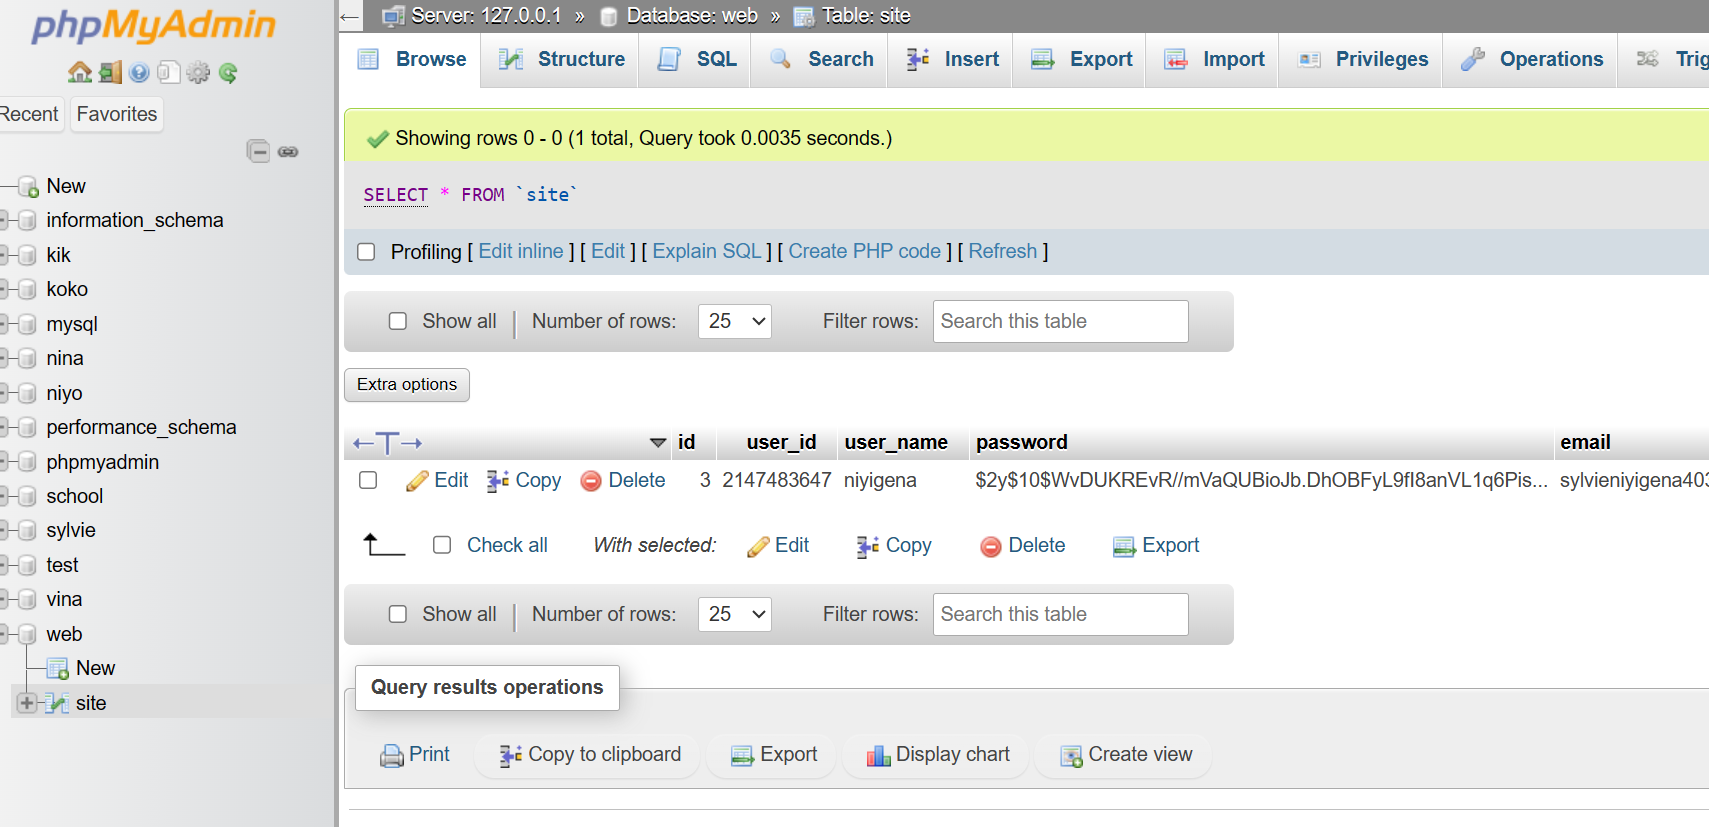 phpMyAdmin
Recent Favorites
New
information_schema
kik
koko
mysql
nina
niyo
performance_schema
phpmyadmin
school
sylvie
test
vina
web
New
site
Server: 127.0.0.1 » Database: web » Table: site
Browse Structure SQL Search Insert Export Import Privileges Operations Trig
Showing rows 0 - 0 (1 total, Query took 0.0035 seconds.)
SELECT * FROM `site`
Profiling [ Edit inline ] [ Edit ] [ Explain SQL ] [ Create PHP code ] [ Refresh ]
Show all Number of rows: 25 Filter rows: Search this table
Extra options
id user_id user_name password email
Edit Copy Delete 3 2147483647 niyigena $2y$10$WvDUKREvR//mVaQUBioJb.DhOBFyL9fI8anVL1q6Pis... sylvieniyigena403
Check all With selected: Edit Copy Delete Export
Show all Number of rows: 25 Filter rows: Search this table
Query results operations
Print Copy to clipboard Export Display chart Create view